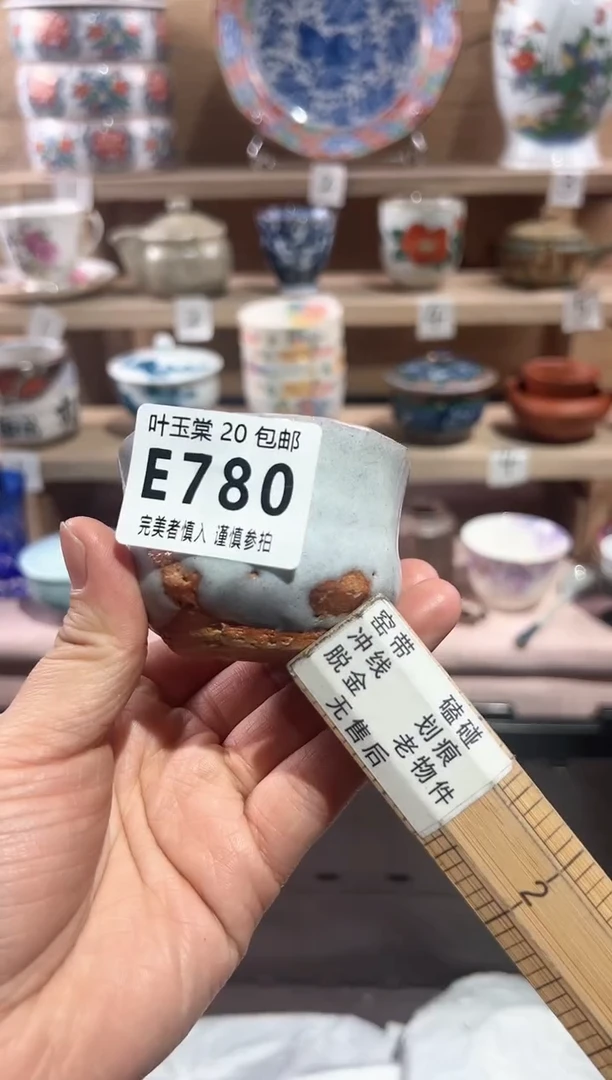 叶玉棠 20 包邮
E780
完美者慎入 谨慎参拍
窑带 磕碰
冲线 划痕
脱金 老物件
无售后
2